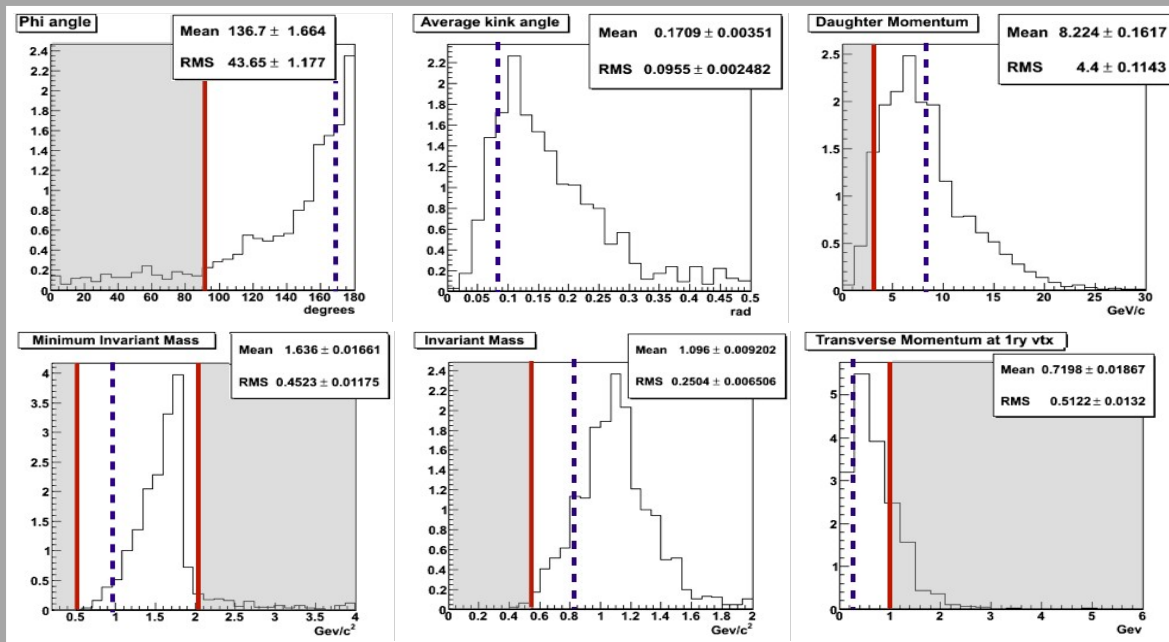 Phi angle
Mean 136.7 ± 1.664
RMS 43.65 ± 1.177
2.4
2.2
2
1.8
1.6
1.4
1.2
1
0.8
0.6
0.4
0.2
0
0 20 40 60 80 100 120 140 160 180
degrees
Average kink angle
Mean 0.1709 ± 0.00351
RMS 0.0955 ± 0.002482
2.4
2.2
2
1.8
1.6
1.4
1.2
1
0.8
0.6
0.4
0.2
0
0 0.05 0.1 0.15 0.2 0.25 0.3 0.35 0.4 0.45 0.5
rad
Daughter Momentum
Mean 8.224 ± 0.1617
RMS 4.4 ± 0.1143
2.5
2
1.5
1
0.5
0
0 5 10 15 20 25 30
GeV/c
Minimum Invariant Mass
Mean 1.636 ± 0.01661
RMS 0.4523 ± 0.01175
4
3.5
3
2.5
2
1.5
1
0.5
0
0.5 1 1.5 2 2.5 3 3.5 4
Gev/c²
Invariant Mass
Mean 1.096 ± 0.009202
RMS 0.2504 ± 0.006506
2.4
2.2
2
1.8
1.6
1.4
1.2
1
0.8
0.6
0.4
0.2
0
0 0.2 0.4 0.6 0.8 1 1.2 1.4 1.6 1.8 2
Gev/c²
Transverse Momentum at 1ry vtx
Mean 0.7198 ± 0.01867
RMS 0.5122 ± 0.0132
5
4
3
2
1
0
0 1 2 3 4 5 6
Gev